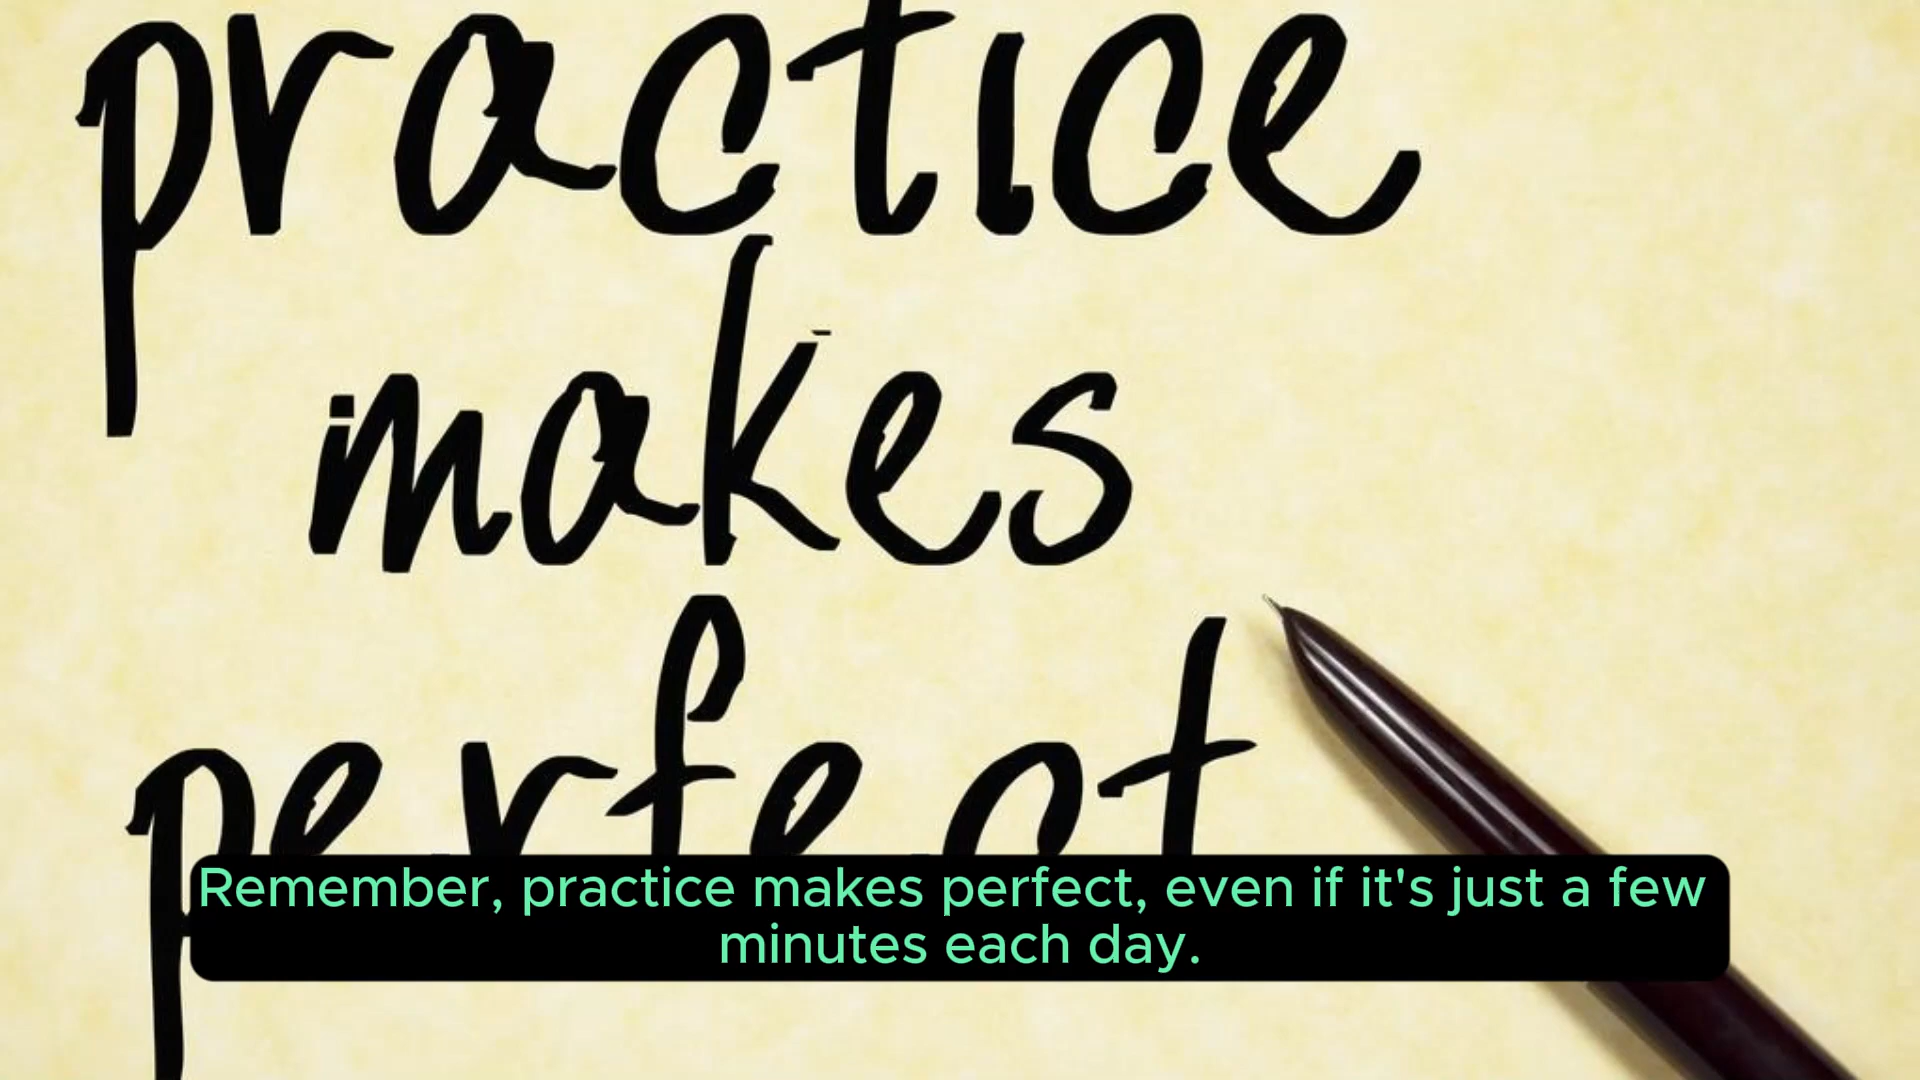 practice
makes
perfect
Remember, practice makes perfect, even if it's just a few
minutes each day.